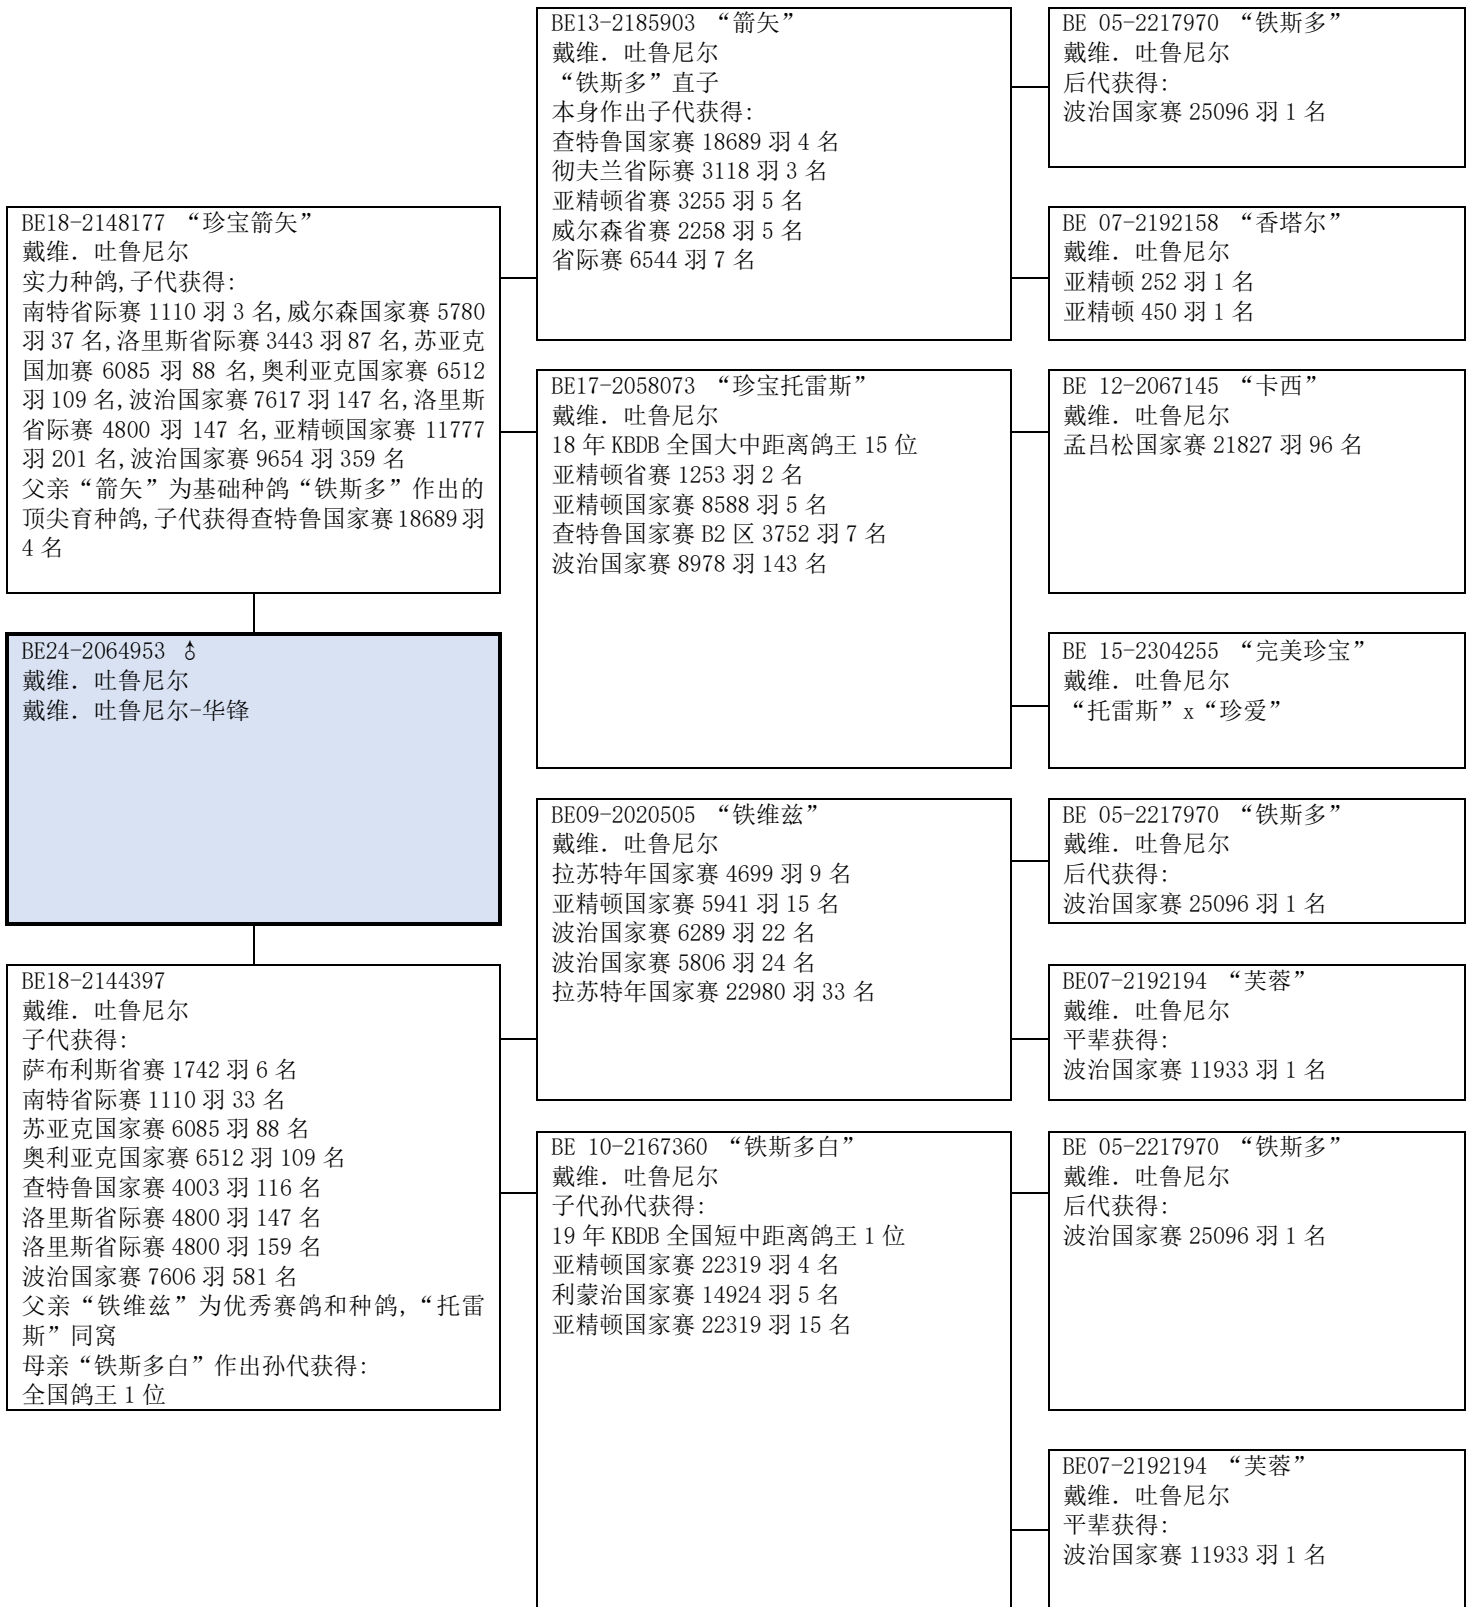 BE18-2148177 “珍宝箭矢”
戴维. 吐鲁尼尔
实力种鸽,子代获得:
南特省际赛 1110 羽 3 名,威尔森国家赛 5780
羽 37 名,洛里斯省际赛 3443 羽 87 名,苏亚克
国加赛 6085 羽 88 名,奥利亚克国家赛 6512
羽 109 名,波治国家赛 7617 羽 147 名,洛里斯
省际赛 4800 羽 147 名,亚精顿国家赛 11777
羽 201 名,波治国家赛 9654 羽 359 名
父亲“箭矢”为基础种鸽“铁斯多”作出的
顶尖育种鸽,子代获得查特鲁国家赛 18689 羽
4 名
BE24-2064953 ♂
戴维. 吐鲁尼尔
戴维. 吐鲁尼尔-华锋
BE18-2144397
戴维. 吐鲁尼尔
子代获得:
萨布利斯省赛 1742 羽 6 名
南特省际赛 1110 羽 33 名
苏亚克国家赛 6085 羽 88 名
奥利亚克国家赛 6512 羽 109 名
查特鲁国家赛 4003 羽 116 名
洛里斯省际赛 4800 羽 147 名
洛里斯省际赛 4800 羽 159 名
波治国家赛 7606 羽 581 名
父亲“铁维兹”为优秀赛鸽和种鸽,“托雷
斯”同窝
母亲“铁斯多白”作出孙代获得:
全国鸽王 1 位
BE13-2185903 “箭矢”
戴维. 吐鲁尼尔
“铁斯多”直子
本身作出子代获得:
查特鲁国家赛 18689 羽 4 名
彻夫兰省际赛 3118 羽 3 名
亚精顿省赛 3255 羽 5 名
威尔森省赛 2258 羽 5 名
省际赛 6544 羽 7 名
BE17-2058073 “珍宝托雷斯”
戴维. 吐鲁尼尔
18 年 KBDB 全国大中距离鸽王 15 位
亚精顿省赛 1253 羽 2 名
亚精顿国家赛 8588 羽 5 名
查特鲁国家赛 B2 区 3752 羽 7 名
波治国家赛 8978 羽 143 名
BE09-2020505 “铁维兹”
戴维. 吐鲁尼尔
拉苏特年国家赛 4699 羽 9 名
亚精顿国家赛 5941 羽 15 名
波治国家赛 6289 羽 22 名
波治国家赛 5806 羽 24 名
拉苏特年国家赛 22980 羽 33 名
BE 10-2167360 “铁斯多白”
戴维. 吐鲁尼尔
子代孙代获得:
19 年 KBDB 全国短中距离鸽王 1 位
亚精顿国家赛 22319 羽 4 名
利蒙治国家赛 14924 羽 5 名
亚精顿国家赛 22319 羽 15 名
BE 05-2217970 “铁斯多”
戴维. 吐鲁尼尔
后代获得:
波治国家赛 25096 羽 1 名
BE 07-2192158 “香塔尔”
戴维. 吐鲁尼尔
亚精顿 252 羽 1 名
亚精顿 450 羽 1 名
BE 12-2067145 “卡西”
戴维. 吐鲁尼尔
孟吕松国家赛 21827 羽 96 名
BE 15-2304255 “完美珍宝”
戴维. 吐鲁尼尔
“托雷斯”x“珍爱”
BE 05-2217970 “铁斯多”
戴维. 吐鲁尼尔
后代获得:
波治国家赛 25096 羽 1 名
BE07-2192194 “芙蓉”
戴维. 吐鲁尼尔
平辈获得:
波治国家赛 11933 羽 1 名
BE 05-2217970 “铁斯多”
戴维. 吐鲁尼尔
后代获得:
波治国家赛 25096 羽 1 名
BE07-2192194 “芙蓉”
戴维. 吐鲁尼尔
平辈获得:
波治国家赛 11933 羽 1 名